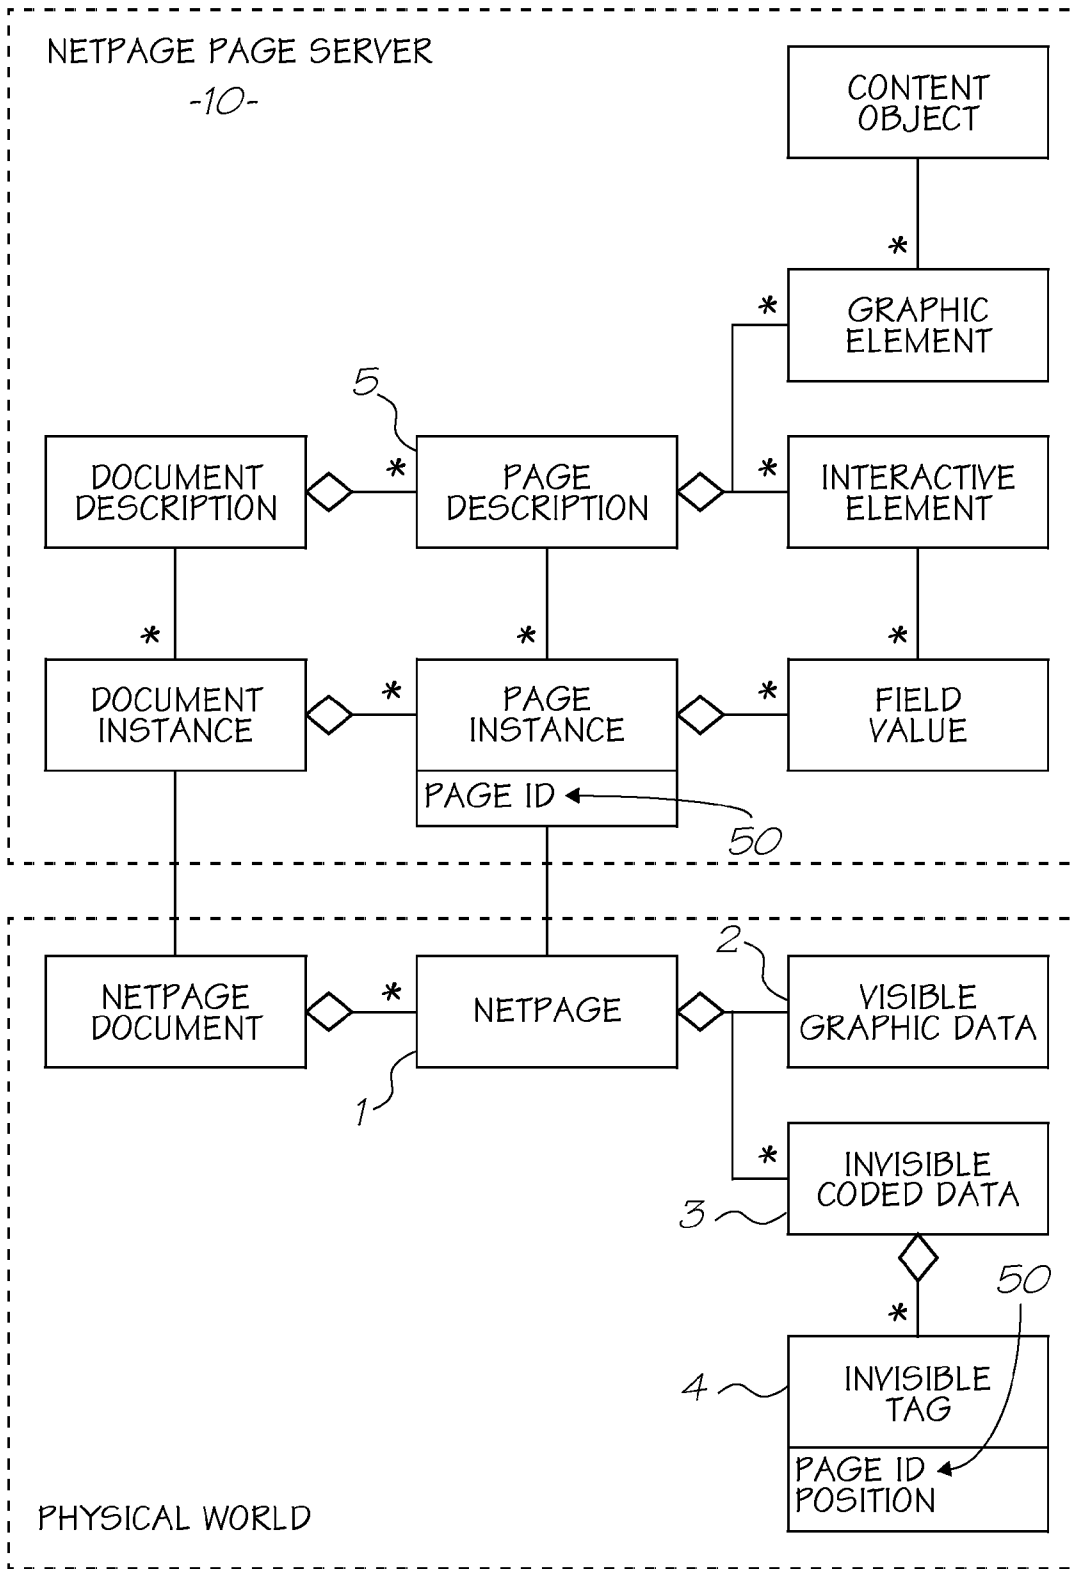 NETPAGE PAGE SERVER
-10-
CONTENT
OBJECT
*
*
GRAPHIC
ELEMENT
5
DOCUMENT
DESCRIPTION
*
PAGE
DESCRIPTION
*
INTERACTIVE
ELEMENT
*
*
*
DOCUMENT
INSTANCE
*
PAGE
INSTANCE
*
FIELD
VALUE
PAGE ID
50
NETPAGE
DOCUMENT
*
NETPAGE
2
VISIBLE
GRAPHIC DATA
1
*
INVISIBLE
CODED DATA
3
50
*
4
INVISIBLE
TAG
PAGE ID
POSITION
PHYSICAL WORLD